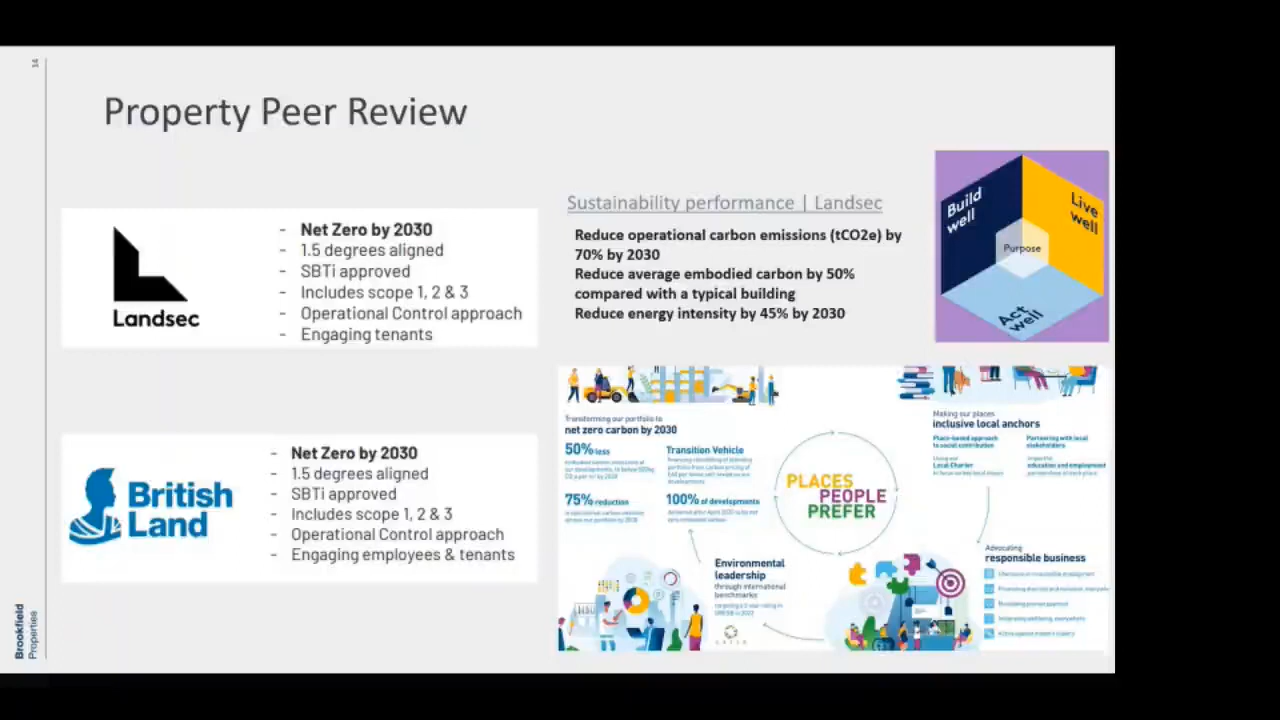 14
Property Peer Review
Landsec
- Net Zero by 2030
- 1.5 degrees aligned
- SBTi approved
- Includes scope 1, 2 & 3
- Operational Control approach
- Engaging tenants
British
Land
- Net Zero by 2030
- 1.5 degrees aligned
- SBTi approved
- Includes scope 1, 2 & 3
- Operational Control approach
- Engaging employees & tenants
Sustainability performance | Landsec
Reduce operational carbon emissions (tCO2e) by
70% by 2030
Reduce average embodied carbon by 50%
compared with a typical building
Reduce energy intensity by 45% by 2030
Build
well
Live
well
Purpose
Act
well
Transforming our portfolio to
net zero carbon by 2030
50% less
75% reduction
Transition Vehicle
100% of developments
PLACES
PEOPLE
PREFER
Making our places
inclusive local anchors
Place-based approach
to social contribution
Using our
Local Charter
Partnering with local
stakeholders
education and employment
Environmental
leadership
through international
benchmarks
Advocating
responsible business
Brookfield
Properties